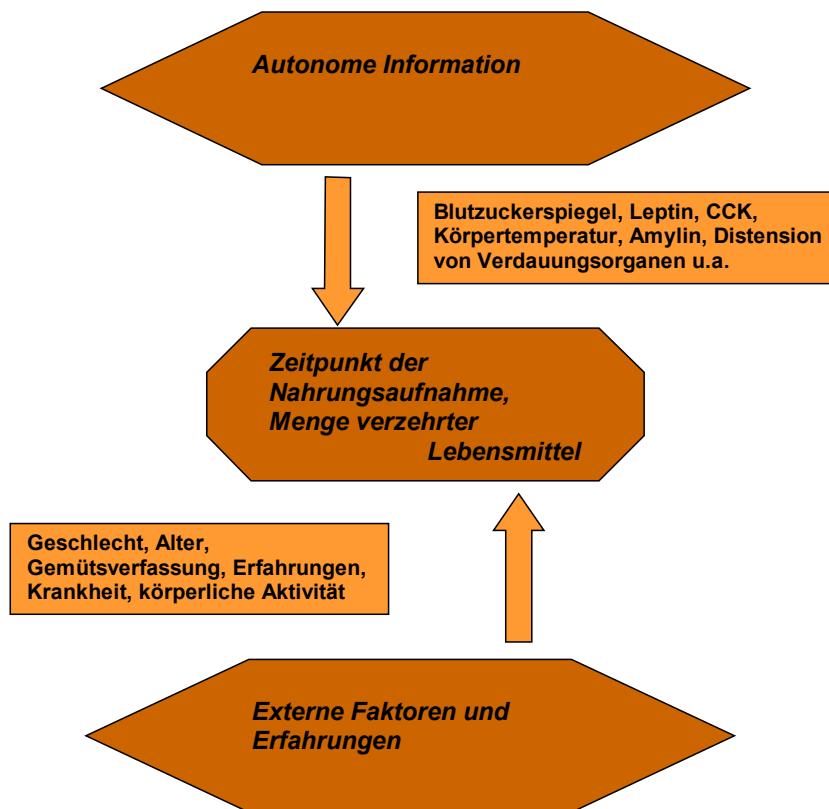 Autonome Information
Blutzuckerspiegel, Leptin, CCK,
Körpertemperatur, Amylin, Distension
von Verdauungsorganen u.a.
Zeitpunkt der
Nahrungsaufnahme,
Menge verzehrter
Lebensmittel
Geschlecht, Alter,
Gemütsverfassung, Erfahrungen,
Krankheit, körperliche Aktivität
Externe Faktoren und
Erfahrungen